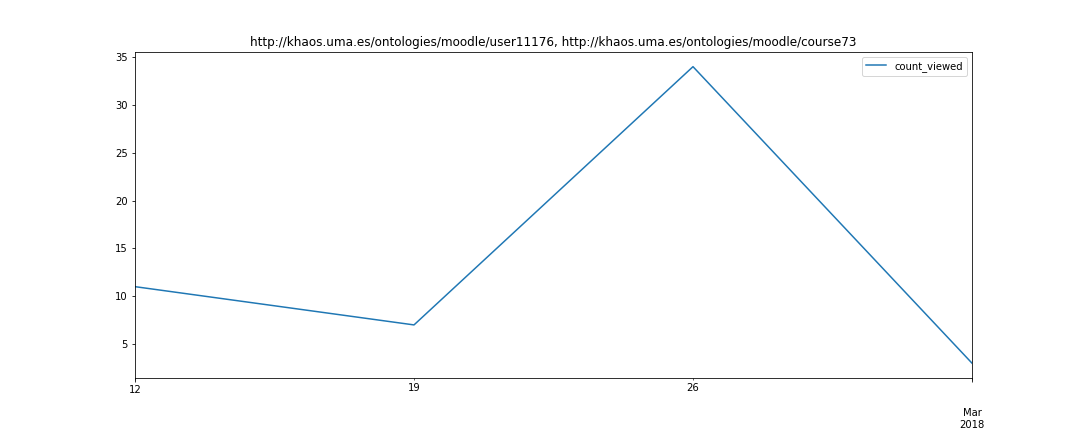 http://khaos.uma.es/ontologies/moodle/user11176, http://khaos.uma.es/ontologies/moodle/course73
count_viewed
35
30
25
20
15
10
5
12 19 26
Mar
2018